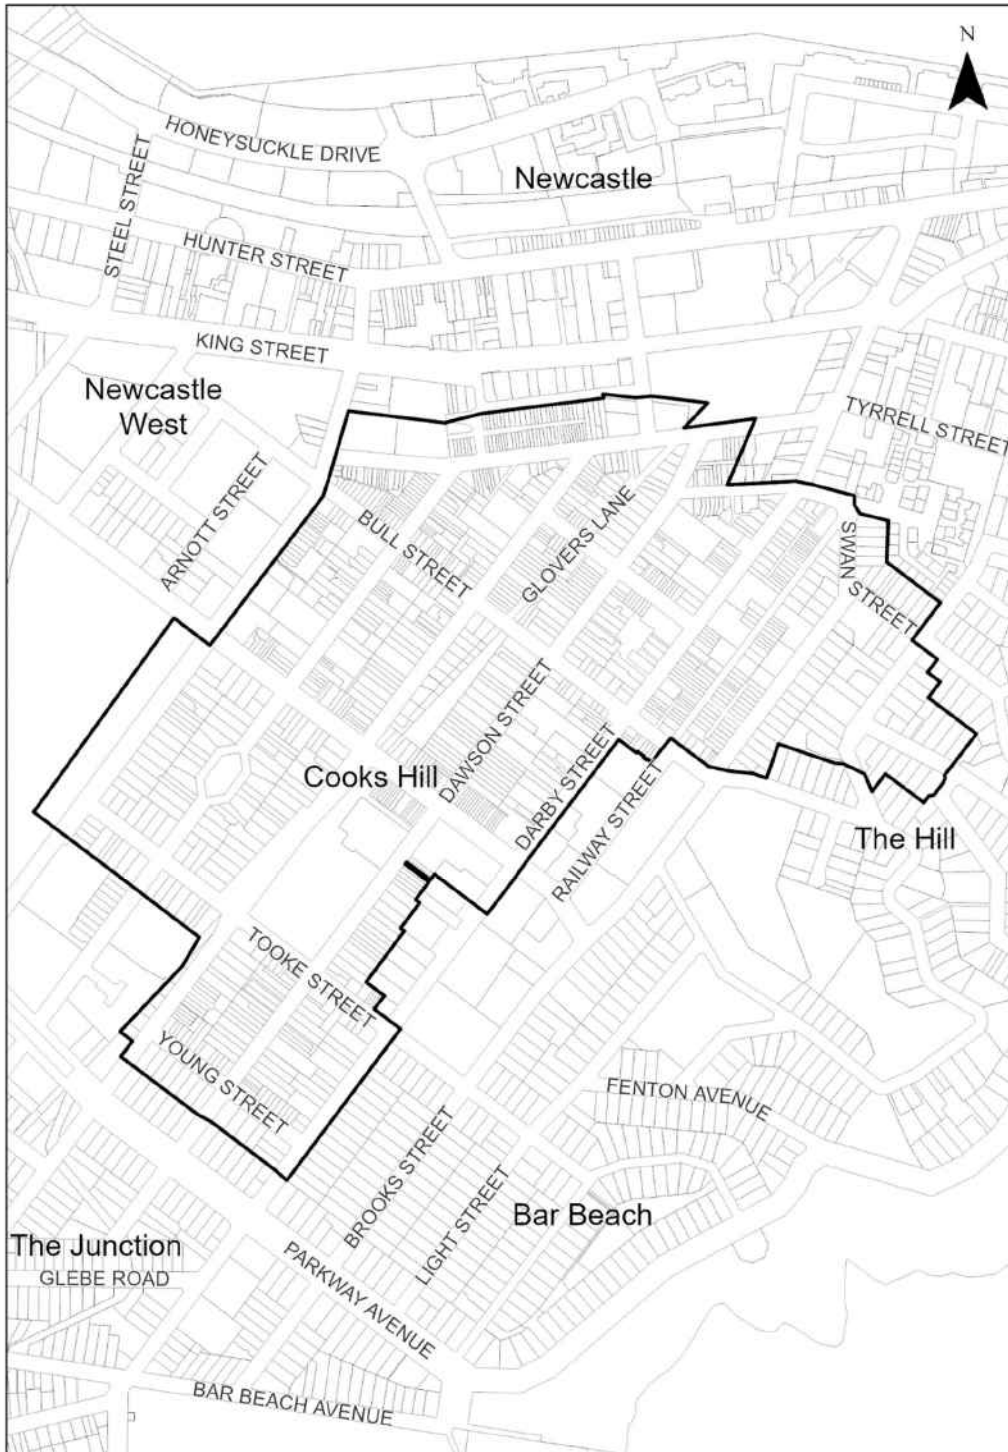 N
HONEYSUCKLE DRIVE
STEEL STREET
Newcastle
HUNTER STREET
KING STREET
Newcastle
West
TYRRELL STREET
ARNOTT STREET
BULL STREET
GLOVERS LANE
SWAN STREET
DAWSON STREET
Cooks Hill
DARBY STREET
RAILWAY STREET
The Hill
TOOKE STREET
YOUNG STREET
FENTON AVENUE
BROOKS STREET
LIGHT STREET
Bar Beach
The Junction
GLEBE ROAD
PARKWAY AVENUE
BAR BEACH AVENUE